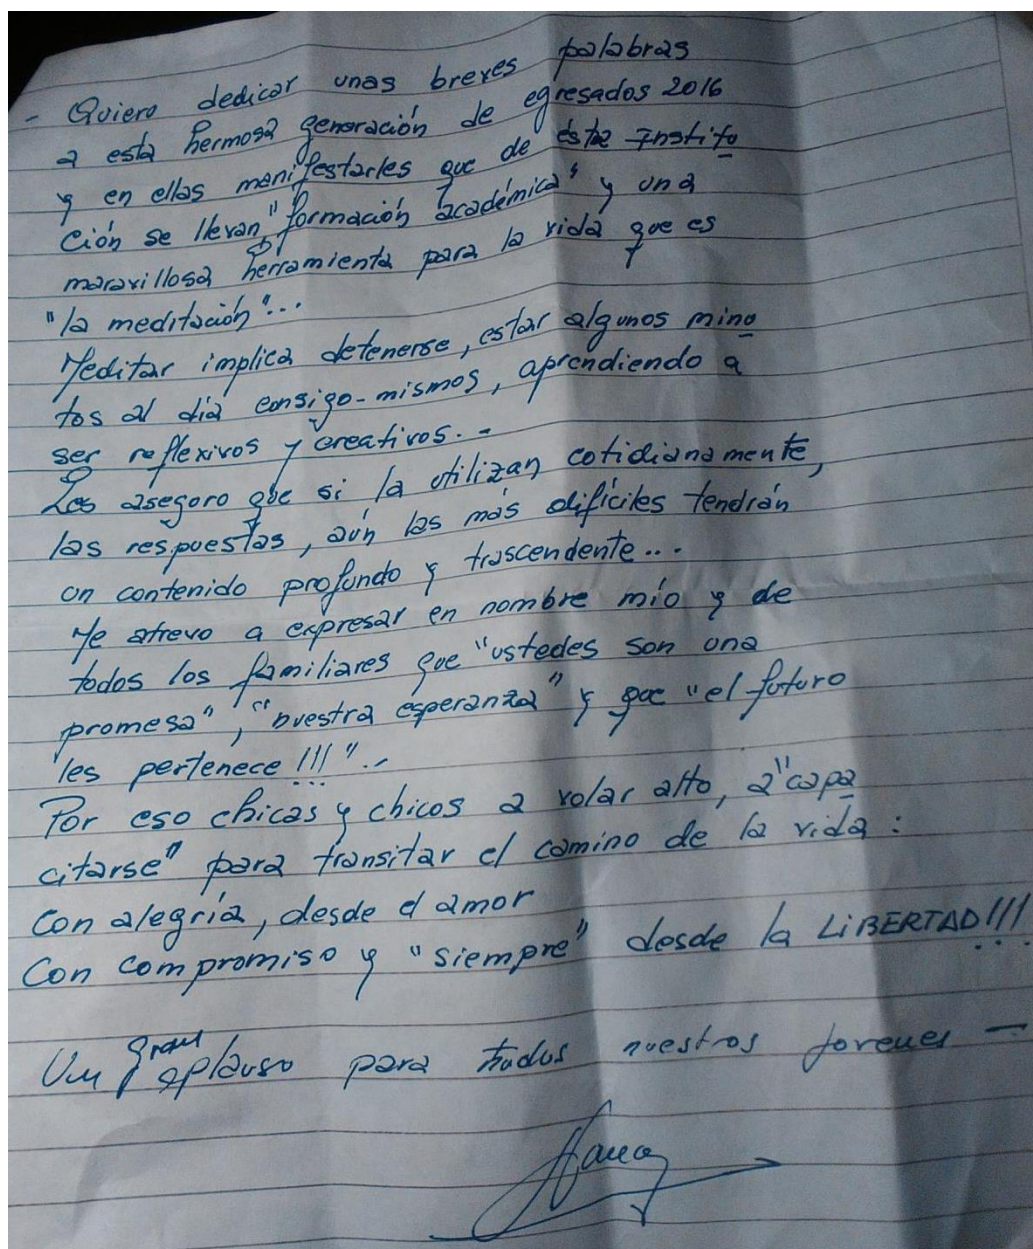 - Quiero dedicar unas breves palabras
a esta hermosa generación de egresados 2016
y en ellas manifestarles que de ésta Institu
ción se llevan "formación académica" y una
maravillosa herramienta para la vida que es
"la meditación"...
Meditar implica detenerse, estar algunos minu
tos al día consigo-mismos, aprendiendo a
ser reflexivos y creativos.-
Les aseguro que si la utilizan cotidianamente,
las respuestas, aún las más difíciles tendrán
un contenido profundo y trascendente...
Me atrevo a expresar en nombre mío y de
todos los familiares que "ustedes son una
promesa", "nuestra esperanza" y que "el futuro
les pertenece!!!".-
Por eso chicas y chicos a volar alto, a "capa
citarse" para transitar el camino de la vida:
Con alegría, desde el amor
Con compromiso y "siempre" desde la LIBERTAD!!!
Un gran aplauso para todos nuestros jovenes -